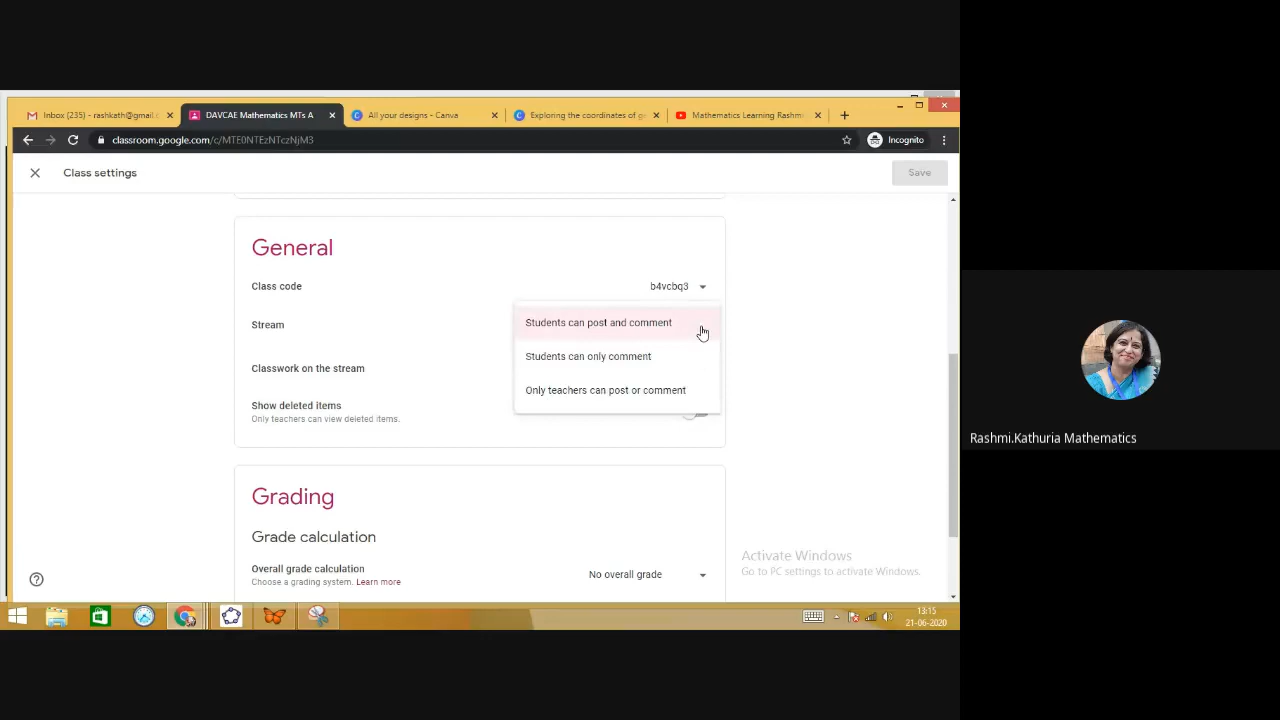 Inbox (235) - rashkath@gmail.c
DAVCAE Mathematics MTs A
All your designs - Canva
Exploring the coordinates of ge
Mathematics Learning Rashmi
classroom.google.com/c/MTE0NTEzNTczNjM3
Incognito
Class settings
Save
General
Class code
b4vcbq3
Stream
Students can post and comment
Students can only comment
Only teachers can post or comment
Classwork on the stream
Show deleted items
Only teachers can view deleted items.
Grading
Grade calculation
Overall grade calculation
Choose a grading system. Learn more
No overall grade
Activate Windows
Go to PC settings to activate Windows.
13:15
21-06-2020
Rashmi.Kathuria Mathematics